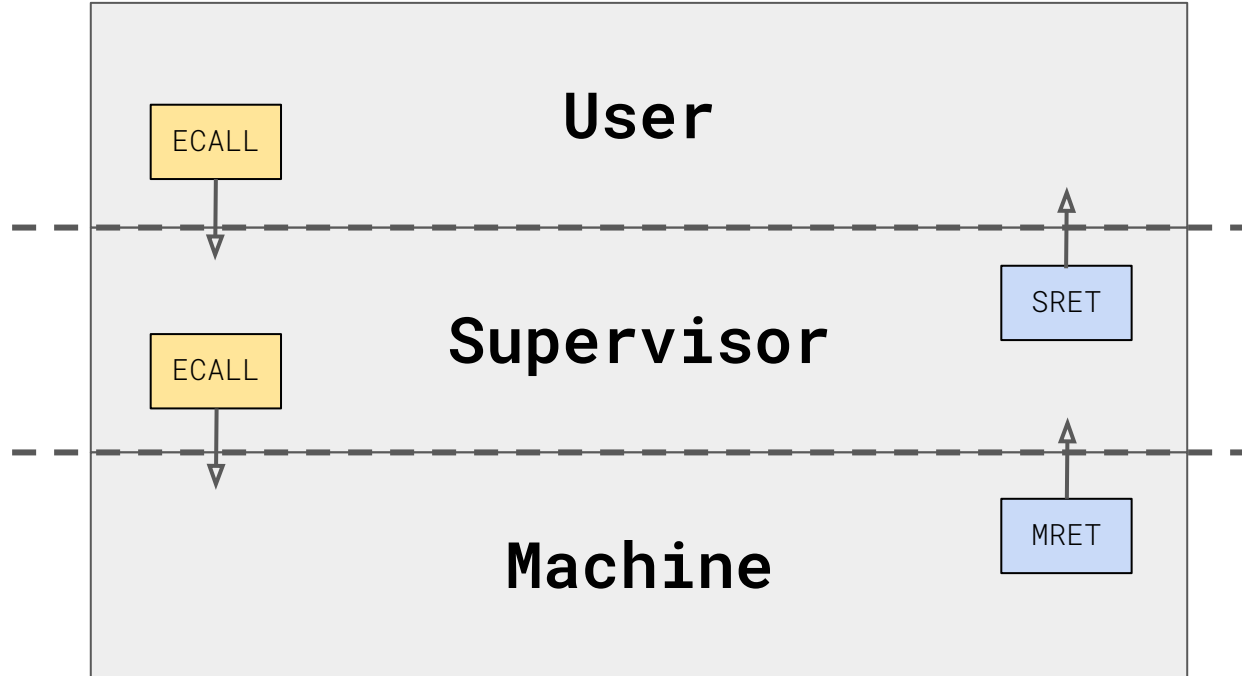 User
ECALL
SRET
Supervisor
ECALL
MRET
Machine